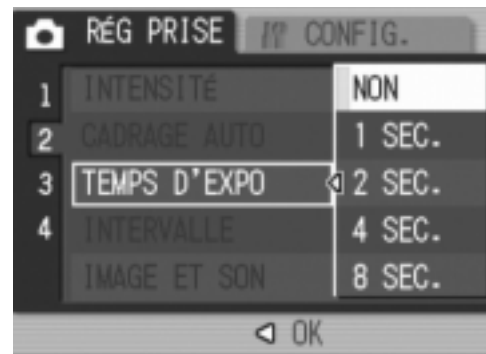 RÉG PRISE CONFIG.
1 INTENSITÉ NON
2 CADRAGE AUTO 1 SEC.
3 TEMPS D'EXPO 2 SEC.
4 INTERVALLE 4 SEC.
IMAGE ET SON 8 SEC.
OK